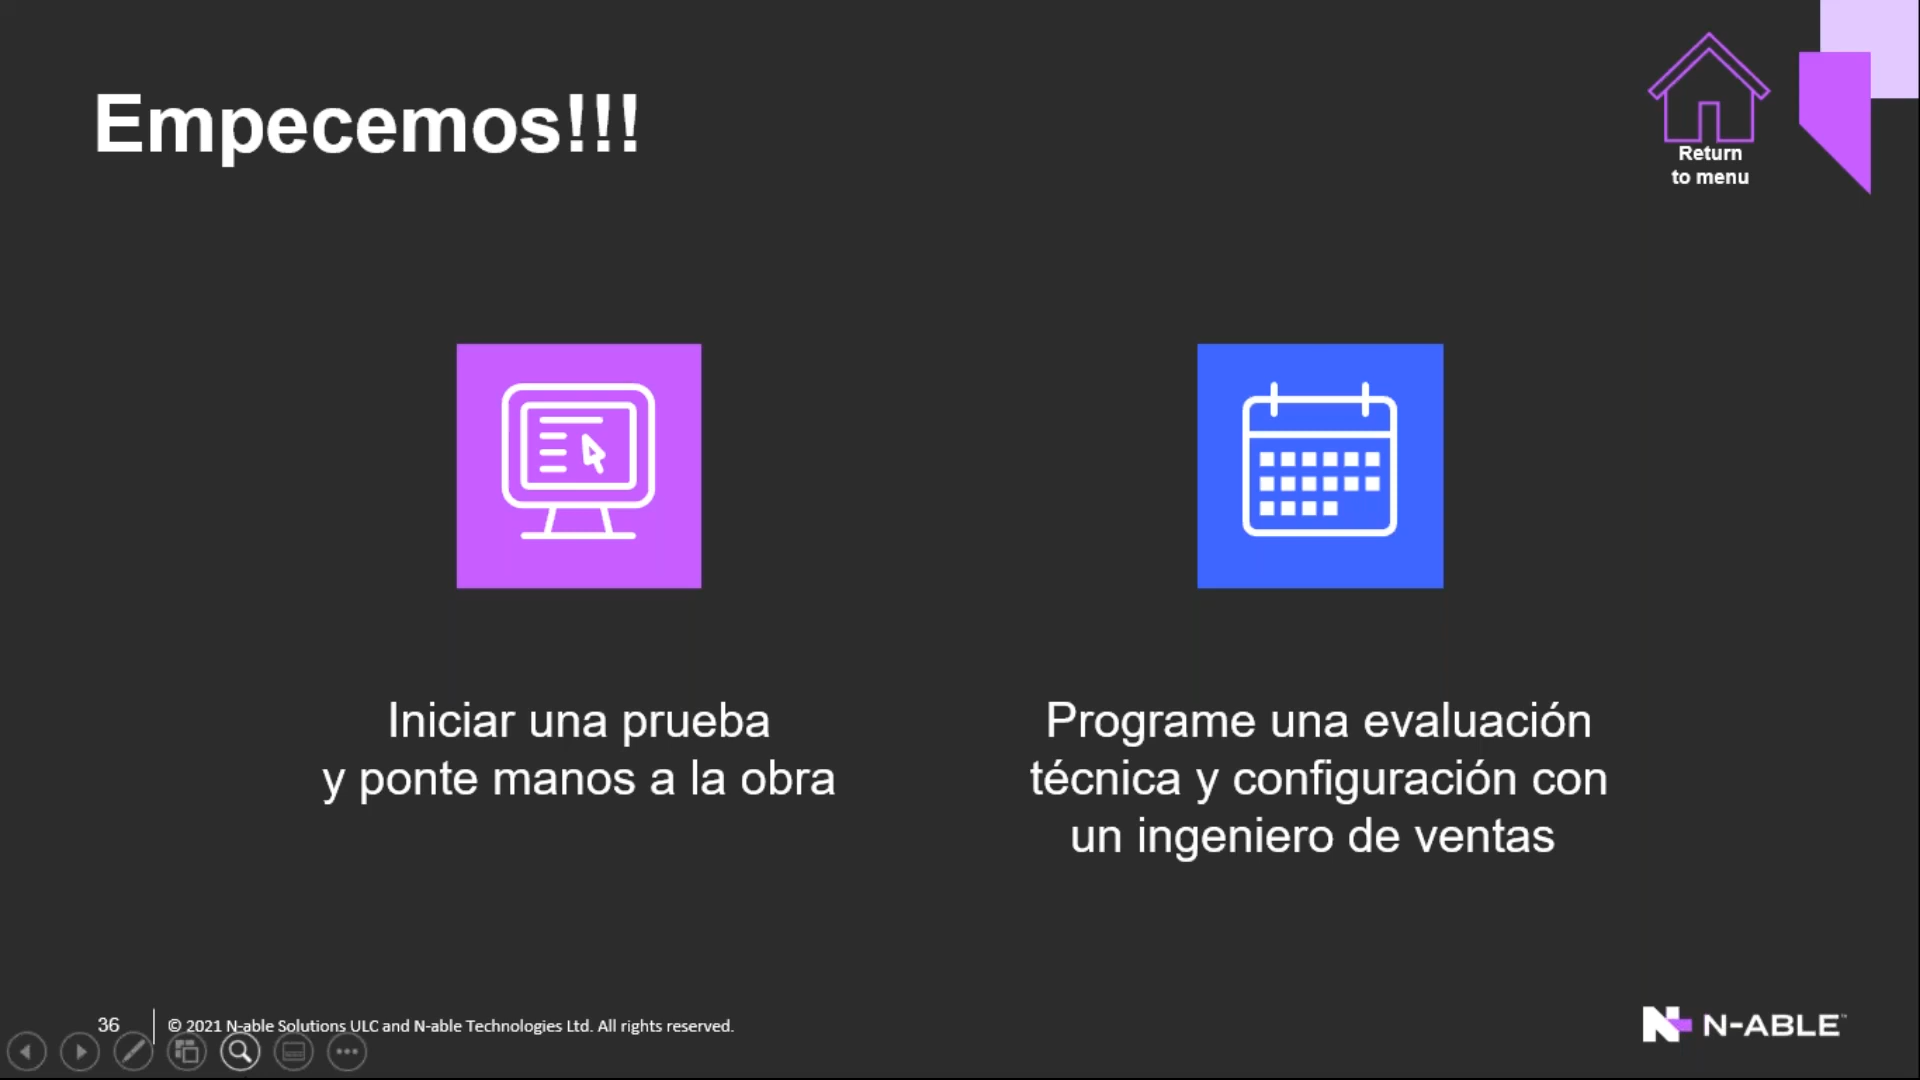 Empecemos!!!
Return
to menu
Iniciar una prueba
y ponte manos a la obra
Programe una evaluación
técnica y configuración con
un ingeniero de ventas
36
© 2021 N-able Solutions ULC and N-able Technologies Ltd. All rights reserved.
N-ABLE™